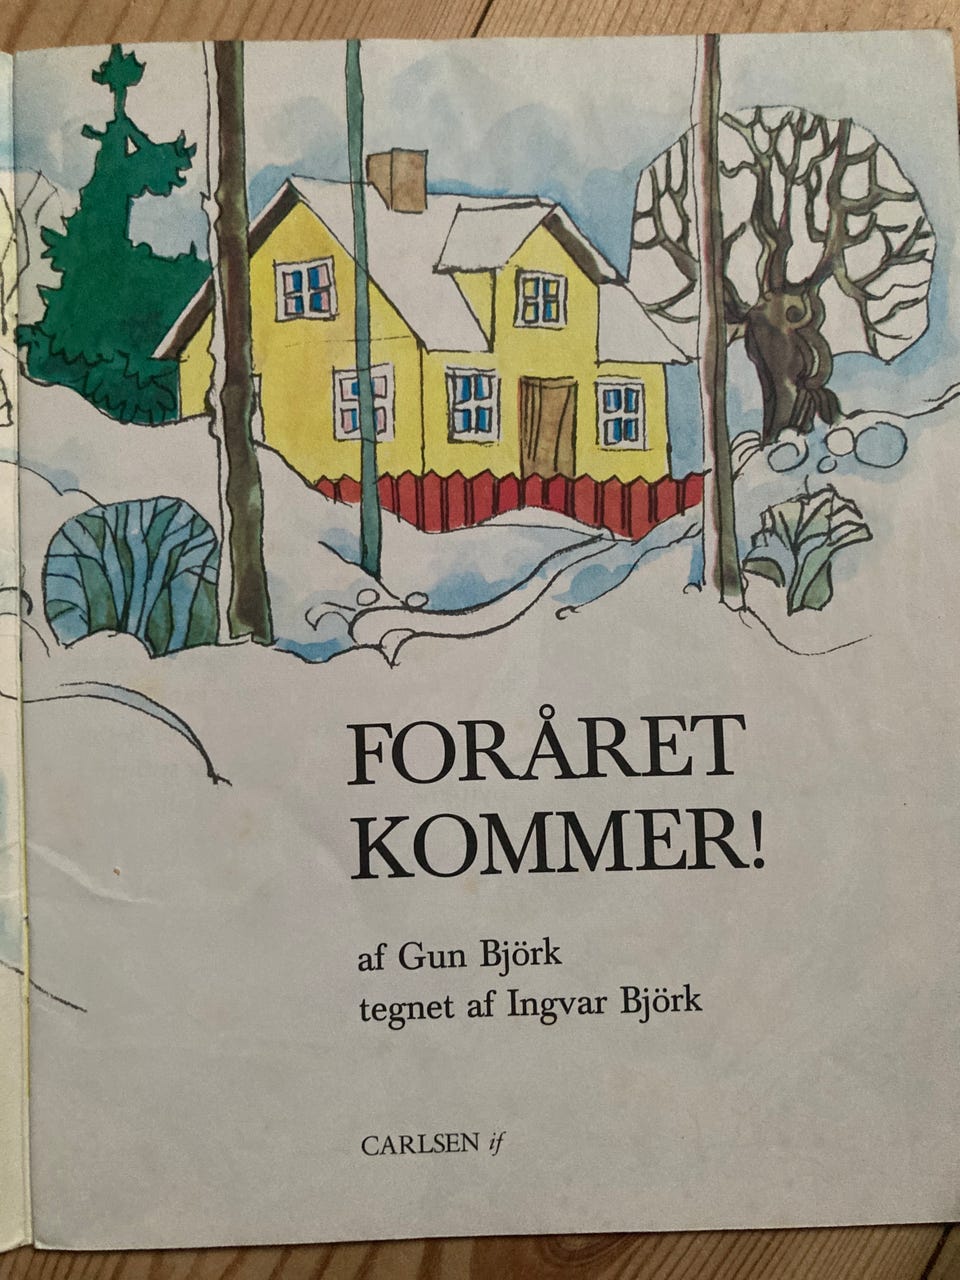 FORÅRET
KOMMER!
af Gun Björk
tegnet af Ingvar Björk
CARLSEN if